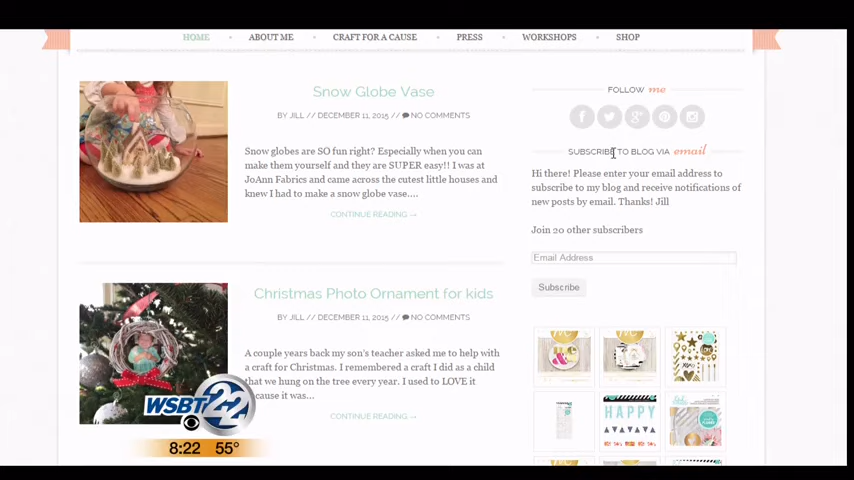 HOME • ABOUT ME • CRAFT FOR A CAUSE • PRESS • WORKSHOPS • SHOP
Snow Globe Vase
BY JILL // DECEMBER 11, 2015 // NO COMMENTS
Snow globes are SO fun right? Especially when you can
make them yourself and they are SUPER easy!! I was at
JoAnn Fabrics and came across the cutest little houses and
knew I had to make a snow globe vase....
CONTINUE READING →
Christmas Photo Ornament for kids
BY JILL // DECEMBER 11, 2015 // NO COMMENTS
A couple years back my son's teacher asked me to help with
a craft for Christmas. I remembered a craft I did as a child
that we hung on the tree every year. I used to LOVE it
because it was...
CONTINUE READING →
FOLLOW me
SUBSCRIBE TO BLOG VIA email
Hi there! Please enter your email address to
subscribe to my blog and receive notifications of
new posts by email. Thanks! Jill
Join 20 other subscribers
Email Address
Subscribe
HAPPY
WSBT 22
8:22 55°